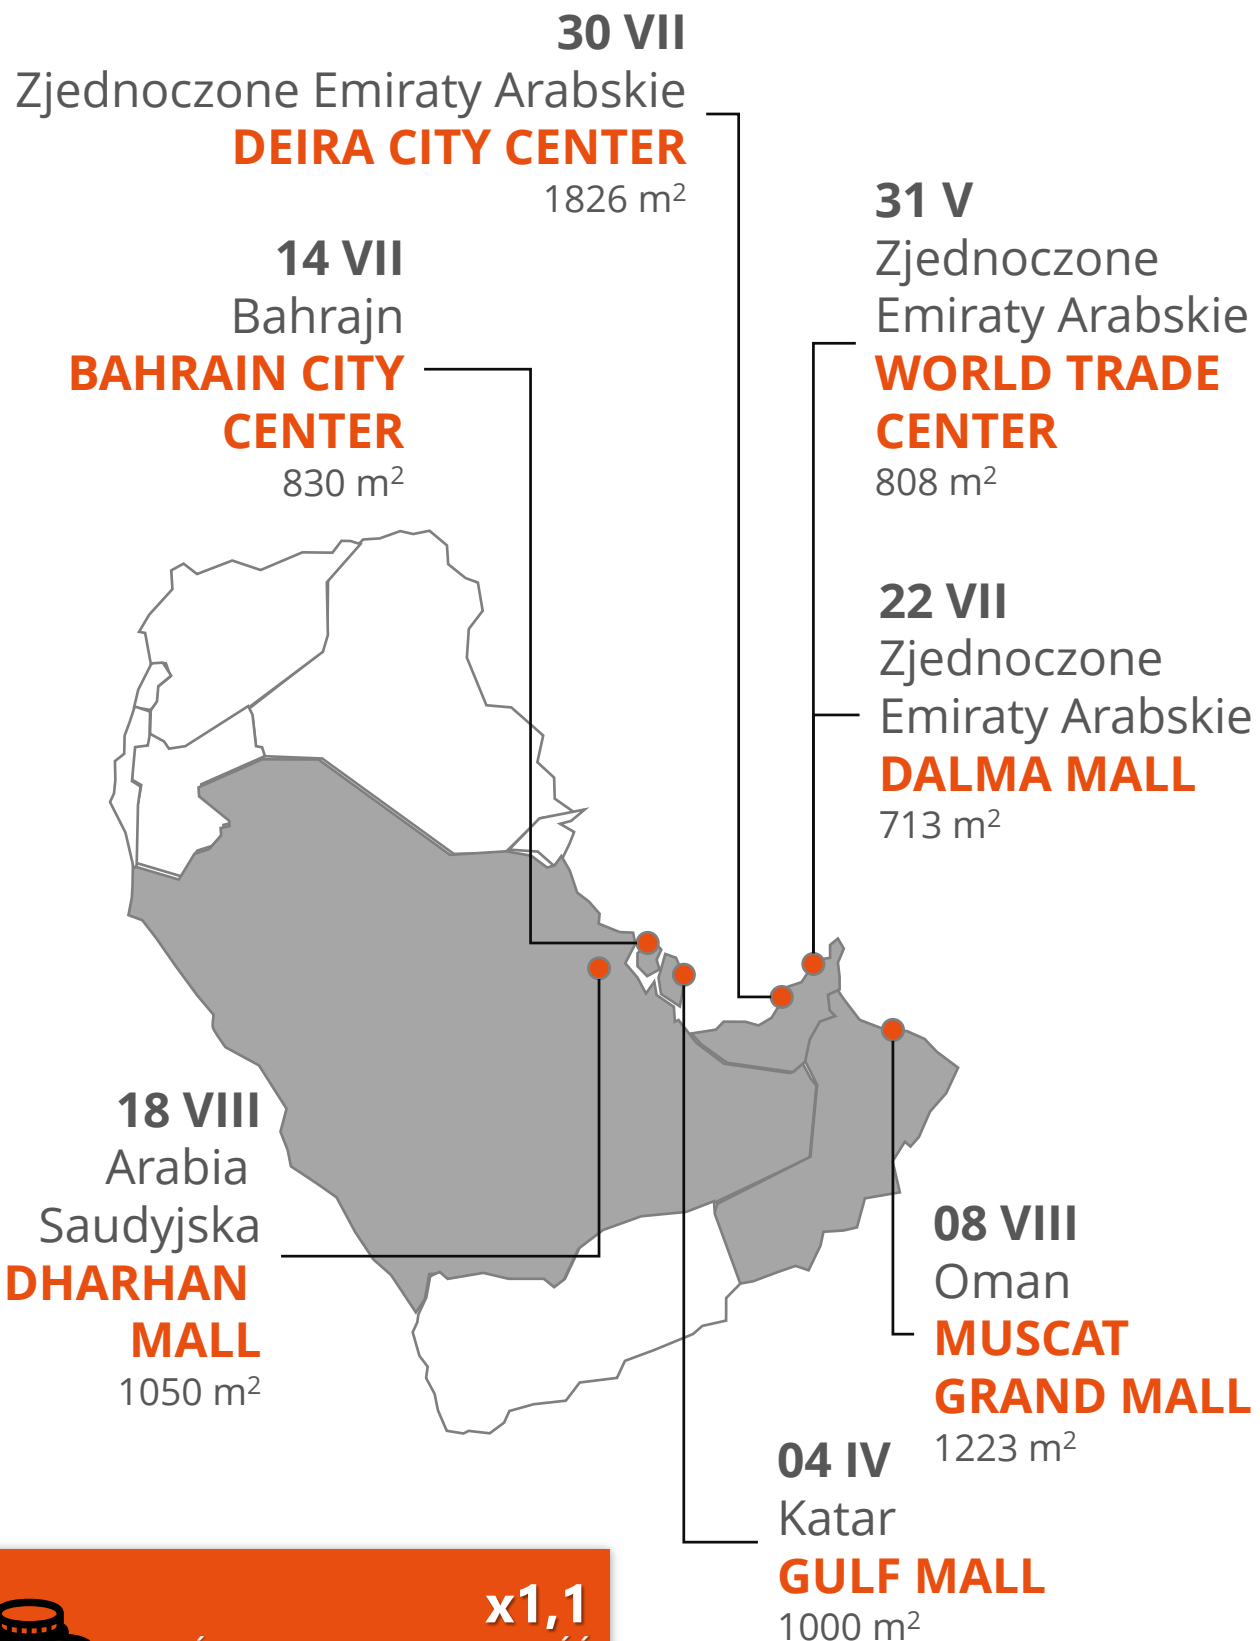 30 VII
Zjednoczone Emiraty Arabskie
DEIRA CITY CENTER
1826 m²
14 VII
Bahrajn
BAHRAIN CITY
CENTER
830 m²
31 V
Zjednoczone
Emiraty Arabskie
WORLD TRADE
CENTER
808 m²
22 VII
Zjednoczone
Emiraty Arabskie
DALMA MALL
713 m²
18 VIII
Arabia
Saudyjska
DHARHAN
MALL
1050 m²
08 VIII
Oman
MUSCAT
GRAND MALL
1223 m²
04 IV
Katar
GULF MALL
1000 m²
x1,1